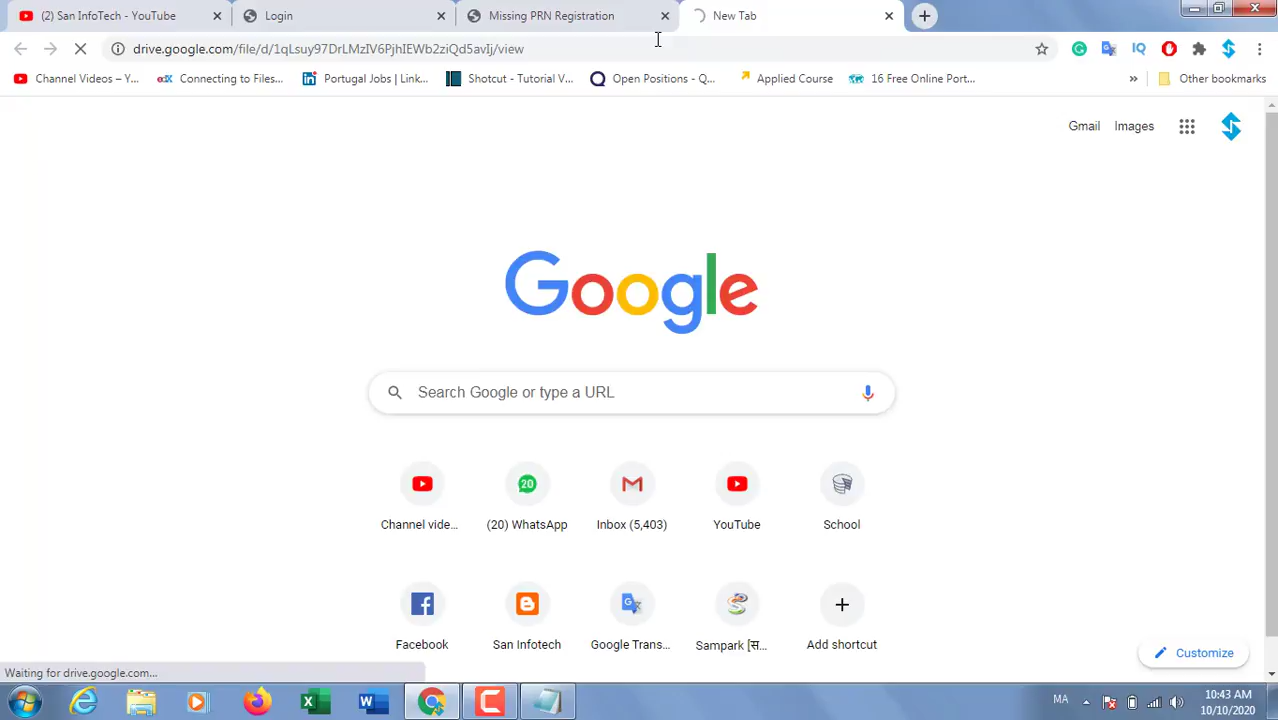 (2) San InfoTech - YouTube
Login
Missing PRN Registration
New Tab
drive.google.com/file/d/1qLsuy97DrLMzIV6PjhIEWb2ziQd5avIj/view
IQ
Channel Videos – Y...
Connecting to Files...
Portugal Jobs | Link...
Shotcut - Tutorial V...
Open Positions - Q...
Applied Course
16 Free Online Port...
»
Other bookmarks
Gmail
Images
Google
Search Google or type a URL
20
Channel vide...
(20) WhatsApp
Inbox (5,403)
YouTube
School
Facebook
San Infotech
Google Trans...
Sampark [स...
Add shortcut
Customize
Waiting for drive.google.com...
MA
10:43 AM
10/10/2020